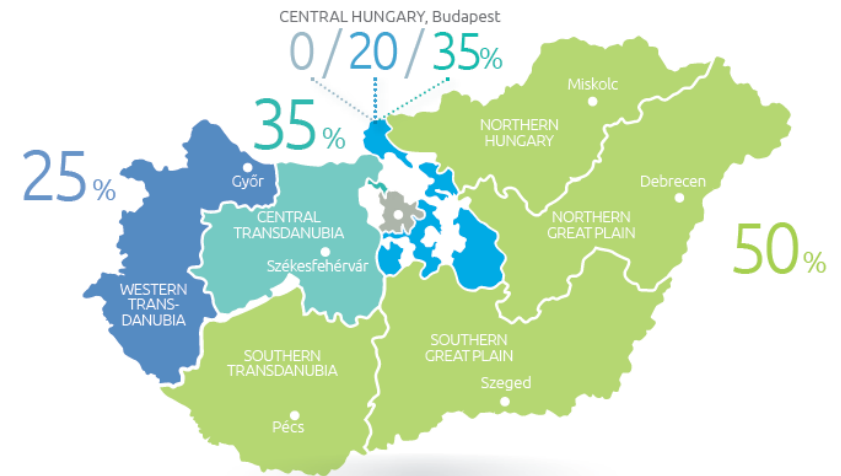 CENTRAL HUNGARY, Budapest
0 / 20 / 35%
35 %
25 %
Miskolc
NORTHERN
HUNGARY
Győr
Debrecen
CENTRAL
TRANSDANUBIA
NORTHERN
GREAT PLAIN
50 %
Székesfehérvár
WESTERN
TRANS-
DANUBIA
SOUTHERN
TRANSDANUBIA
SOUTHERN
GREAT PLAIN
Szeged
Pécs